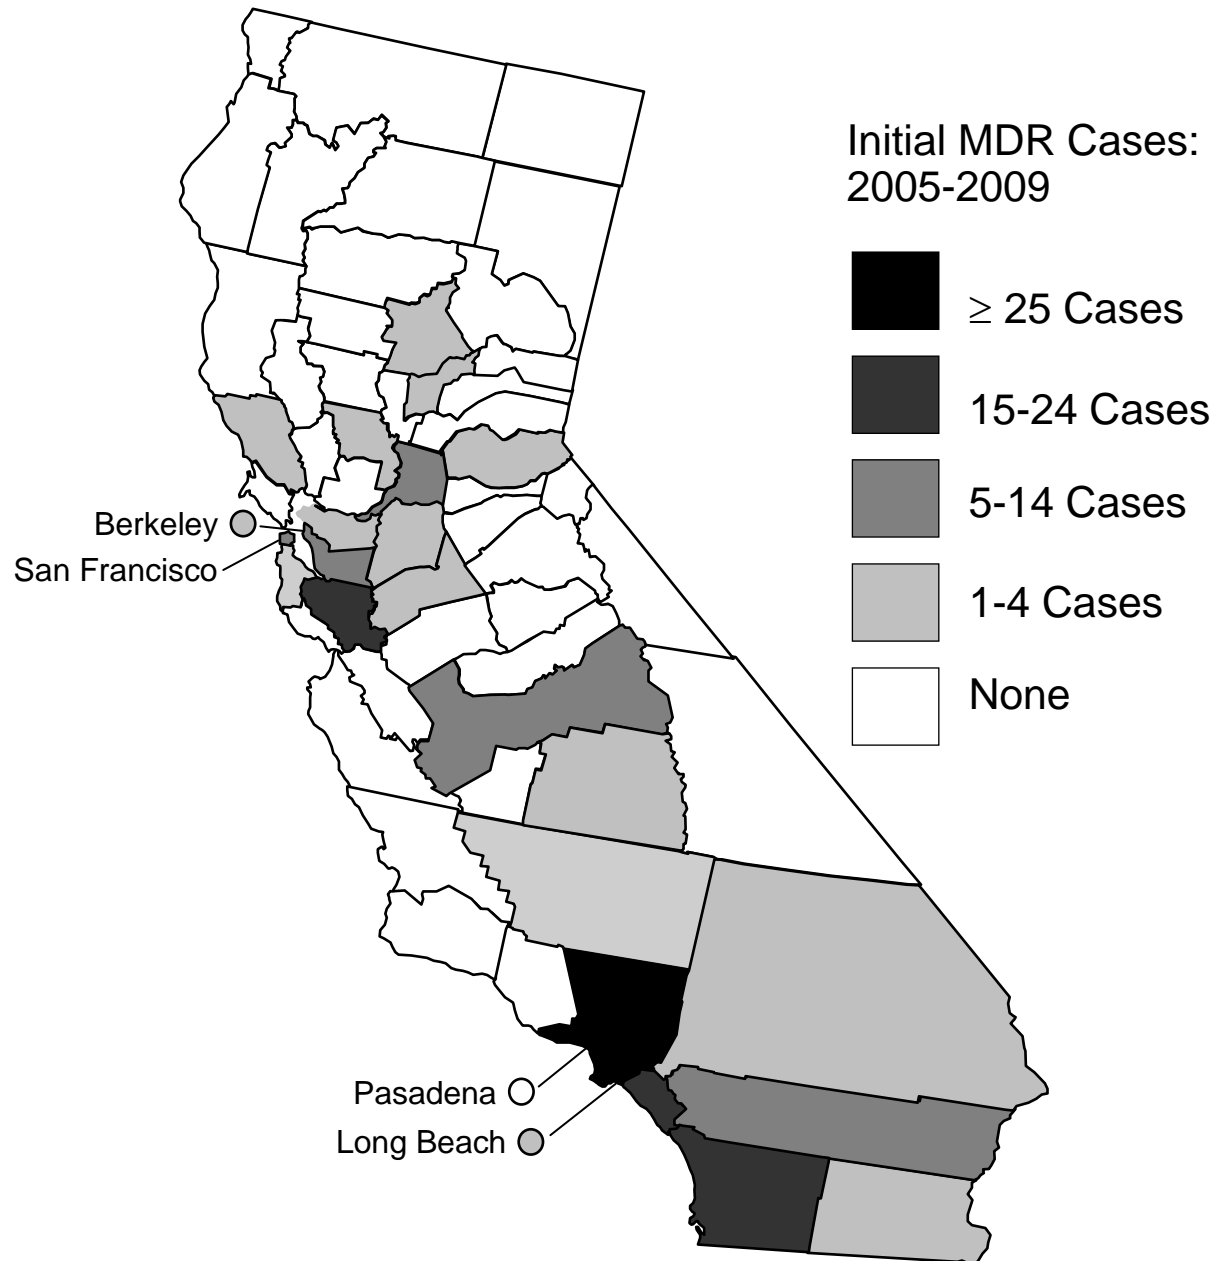 Initial MDR Cases:
2005-2009
≥ 25 Cases
15-24 Cases
5-14 Cases
1-4 Cases
None
Berkeley
San Francisco
Pasadena
Long Beach